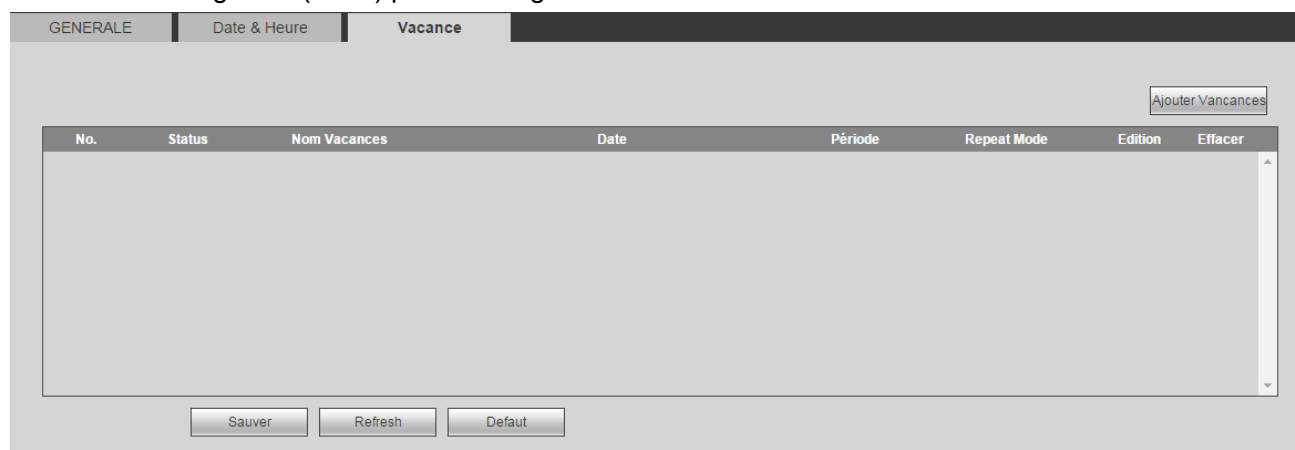 GENERALE Date & Heure Vacance
Ajouter Vancances
No. Status Nom Vacances Date Période Repeat Mode Edition Effacer
Sauver Refresh Defaut